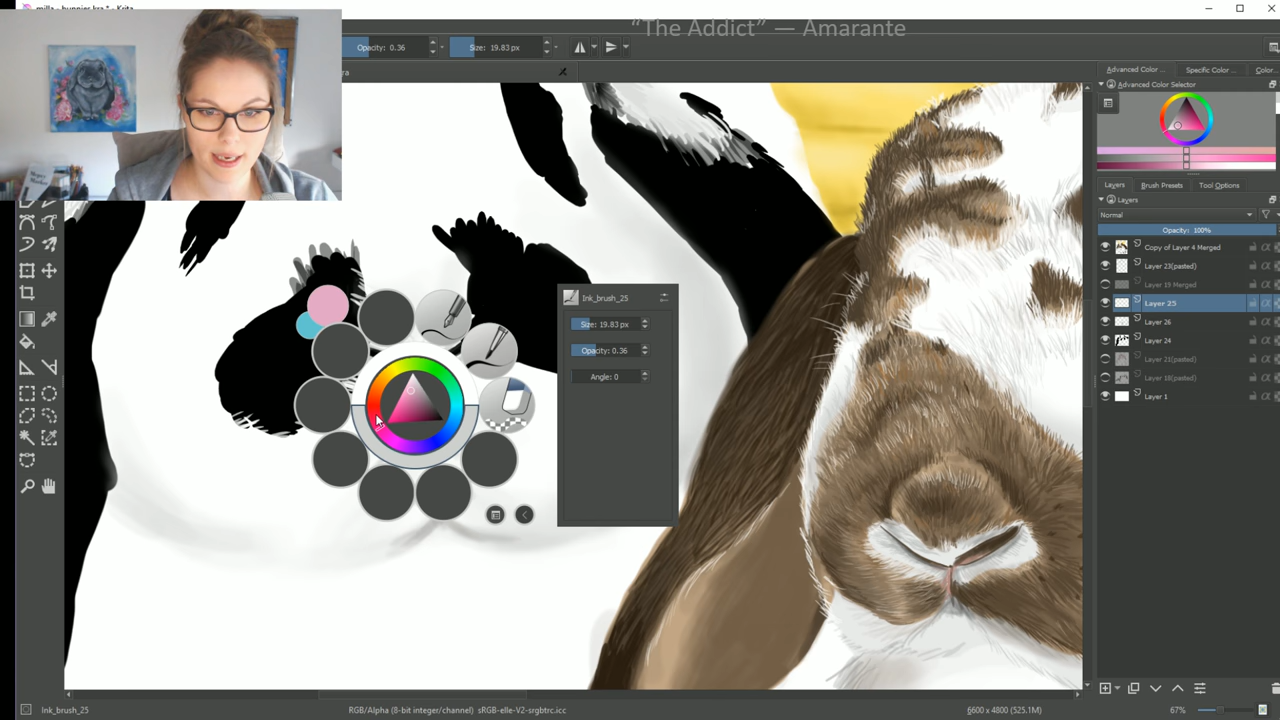 milla - bunnies.kra * - Krita
“The Addict” — Amarante
Opacity: 0.36
Size: 19.83 px
Advanced Color ...
Specific Color ...
Color...
Advanced Color Selector
Layers
Brush Presets
Tool Options
Layers
Normal
Opacity: 100%
Copy of Layer 4 Merged
Layer 23(pasted)
Layer 19 Merged
Layer 25
Layer 26
Layer 24
Layer 21(pasted)
Layer 18(pasted)
Layer 1
Ink_brush_25
Size: 19.83 px
Opacity: 0.36
Angle: 0
Ink_brush_25
RGB/Alpha (8-bit integer/channel) sRGB-elle-V2-srgbtrc.icc
6600 x 4800 (525.1M)
67%